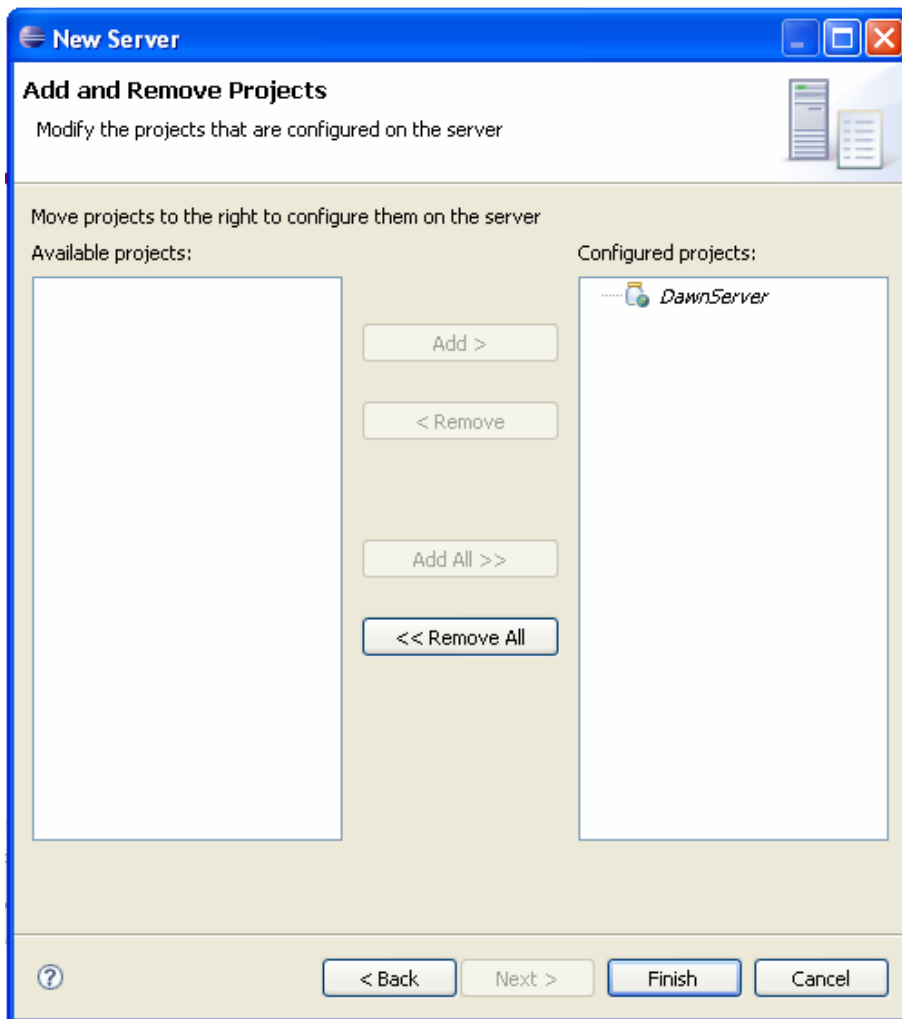 New Server
Add and Remove Projects
Modify the projects that are configured on the server
Move projects to the right to configure them on the server
Available projects:
Configured projects:
DawnServer
Add >
< Remove
Add All >>
<< Remove All
?
< Back
Next >
Finish
Cancel